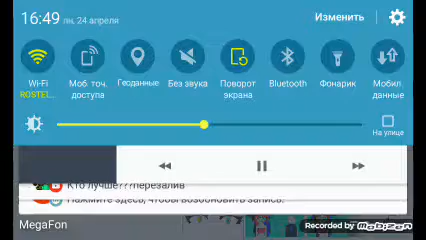 16:49 пн, 24 апреля
Изменить
Wi-Fi
ROSTEL...
Моб. точ.
доступа
Геоданные
Без звука
Поворот
экрана
Bluetooth
Фонарик
Мобил.
данные
На улице
Кто лучше???перезалив
Нажмите здесь, чтобы возобновить запись.
MegaFon
Recorded by Mobizen